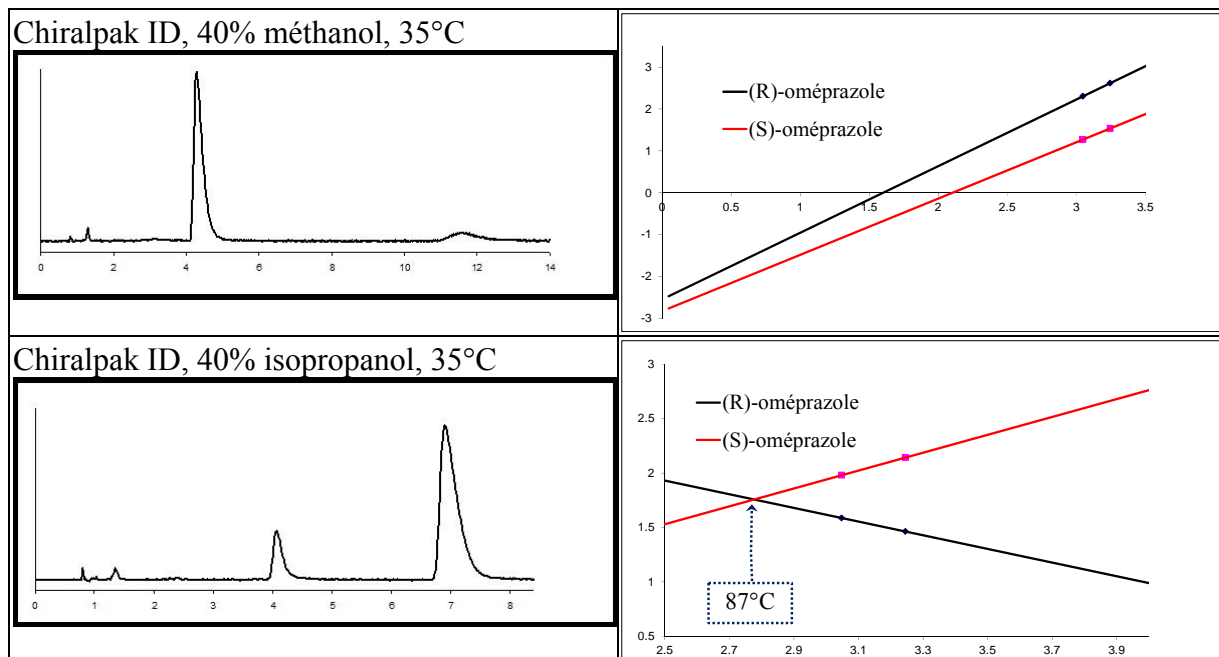 Chiralpak ID, 40% méthanol, 35°C
0 2 4 6 8 10 12 14
3
2
1
0
-1
-2
-3
0 0.5 1 1.5 2 2.5 3 3.5
(R)-oméprazole
(S)-oméprazole
Chiralpak ID, 40% isopropanol, 35°C
0 1 2 3 4 5 6 7 8
3
2.5
2
1.5
1
0.5
(R)-oméprazole
(S)-oméprazole
87°C
2.5 2.7 2.9 3.1 3.3 3.5 3.7 3.9